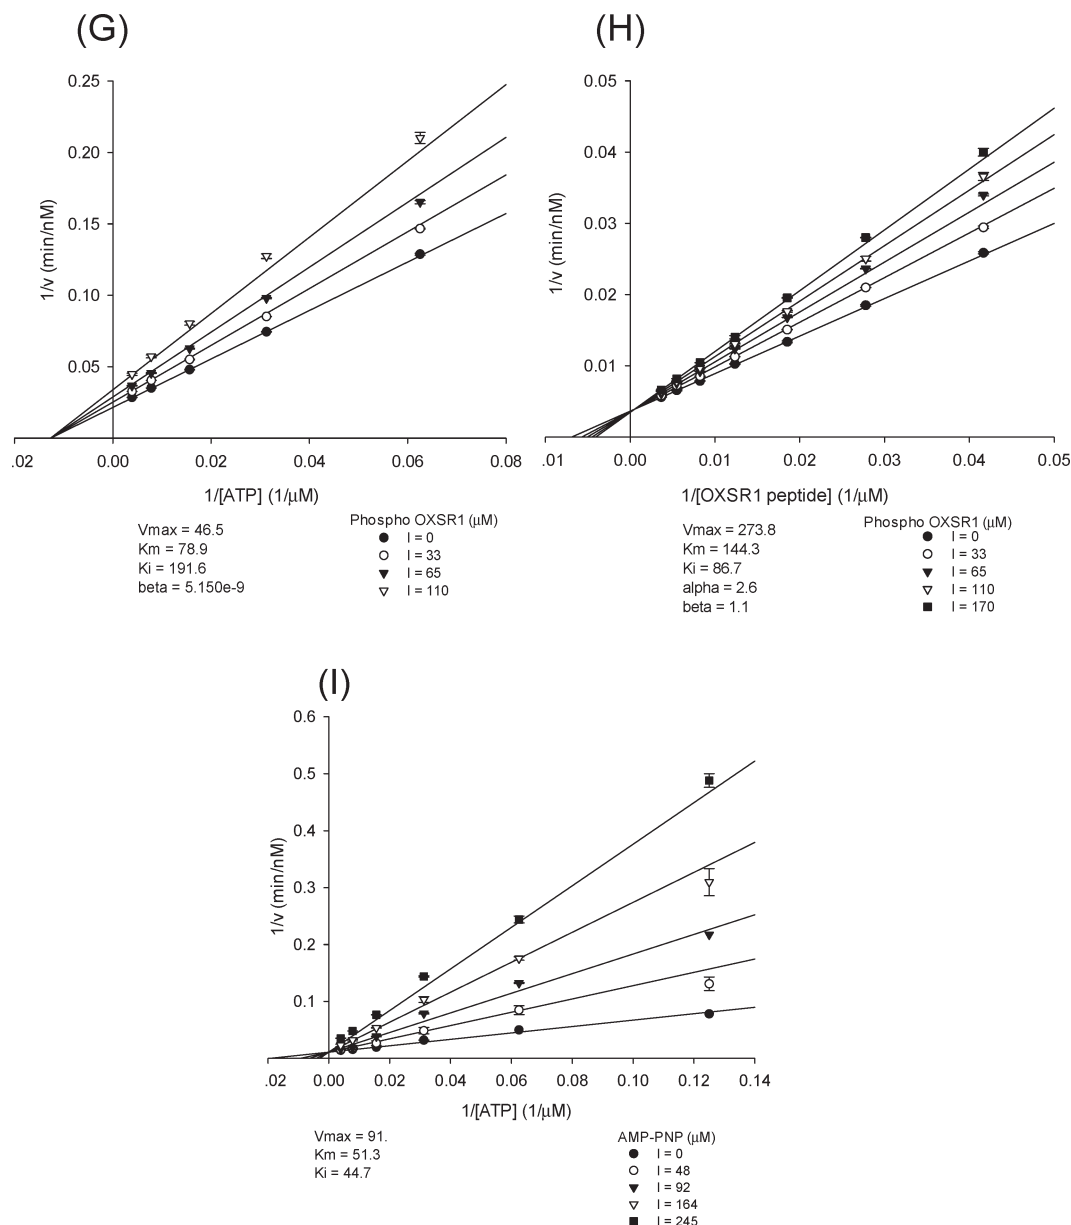 (G)
0.25
0.20
0.15
0.10
0.05
1/v (min/nM)
.02 0.00 0.02 0.04 0.06 0.08
1/[ATP] (1/μM)
Vmax = 46.5
Km = 78.9
Ki = 191.6
beta = 5.150e-9
Phospho OXSR1 (μM)
I = 0
I = 33
I = 65
I = 110
(H)
0.05
0.04
0.03
0.02
0.01
1/v (min/nM)
.01 0.00 0.01 0.02 0.03 0.04 0.05
1/[OXSR1 peptide] (1/μM)
Vmax = 273.8
Km = 144.3
Ki = 86.7
alpha = 2.6
beta = 1.1
Phospho OXSR1 (μM)
I = 0
I = 33
I = 65
I = 110
I = 170
(I)
0.6
0.5
0.4
0.3
0.2
0.1
1/v (min/nM)
.02 0.00 0.02 0.04 0.06 0.08 0.10 0.12 0.14
1/[ATP] (1/μM)
Vmax = 91.
Km = 51.3
Ki = 44.7
AMP-PNP (μM)
I = 0
I = 48
I = 92
I = 164
I = 245